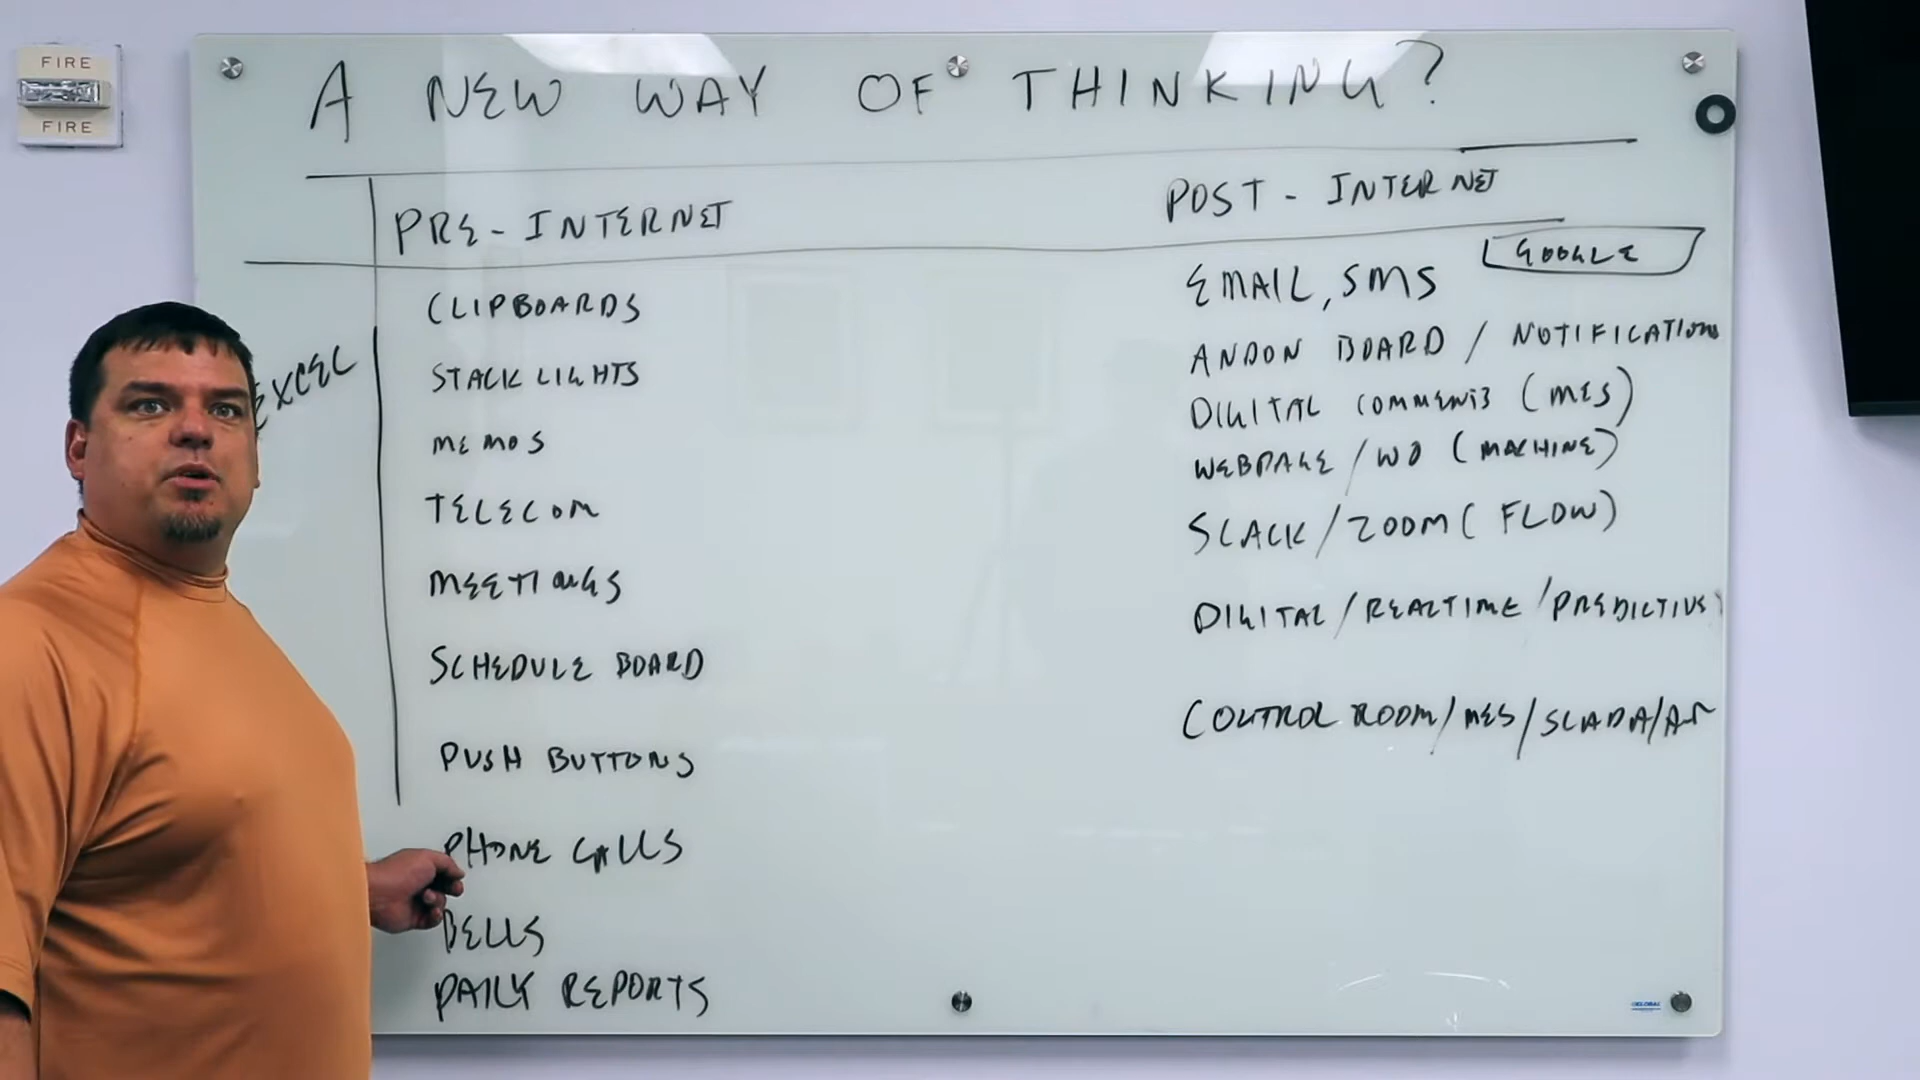 FIRE
FIRE
A NEW WAY OF THINKING?
PRE-INTERNET
POST-INTERNET
GOOGLE
EXCEL
CLIPBOARDS
STACK LIGHTS
MEMOS
TELECOM
MEETINGS
SCHEDULE BOARD
PUSH BUTTONS
PHONE CALLS
BELLS
DAILY REPORTS
EMAIL, SMS
ANDON BOARD / NOTIFICATIONS
DIGITAL COMMENTS (MES)
WEBPAGE / WO (MACHINE)
SLACK / ZOOM (FLOW)
DIGITAL / REALTIME / PREDICTIVE
CONTROL ROOM / MES / SCADA /
GLOBAL